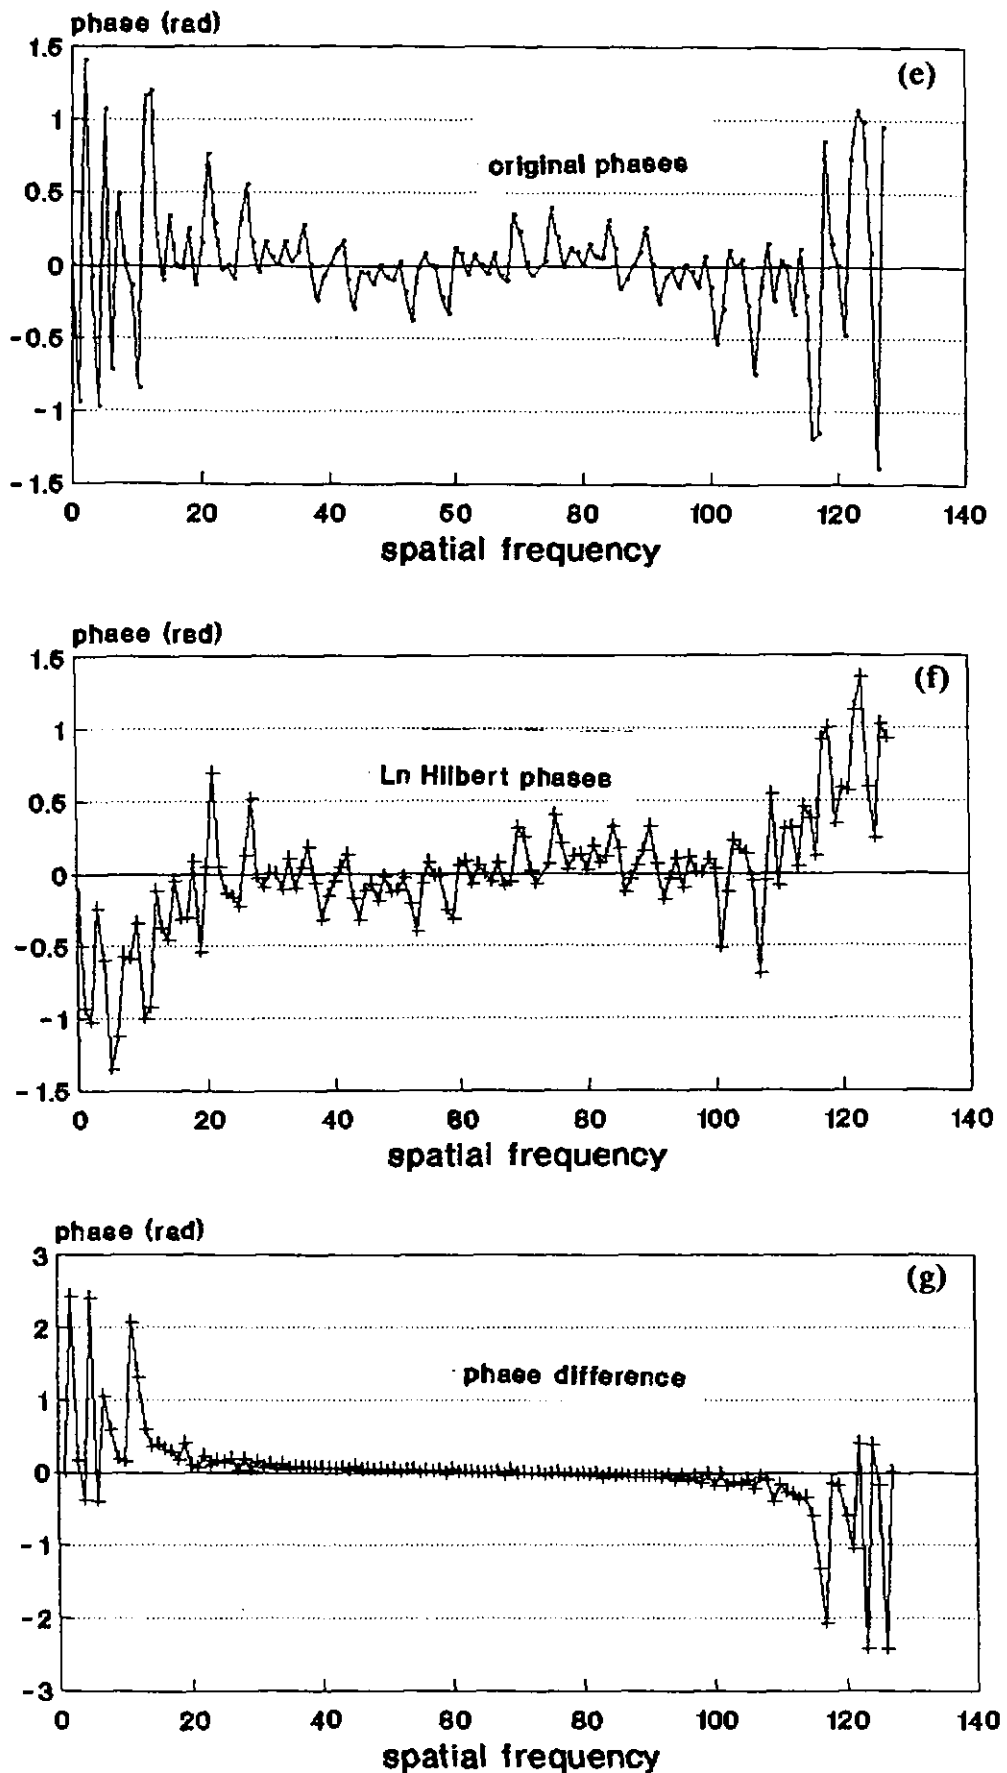 phase (rad)
1.5
(e)
1
original phases
0.5
0
-0.5
-1
-1.5
0 20 40 60 80 100 120 140
spatial frequency
phase (rad)
1.5
(f)
1
Ln Hilbert phases
0.5
0
-0.5
-1
-1.5
0 20 40 60 80 100 120 140
spatial frequency
phase (rad)
3
(g)
2
phase difference
1
0
-1
-2
-3
0 20 40 60 80 100 120 140
spatial frequency